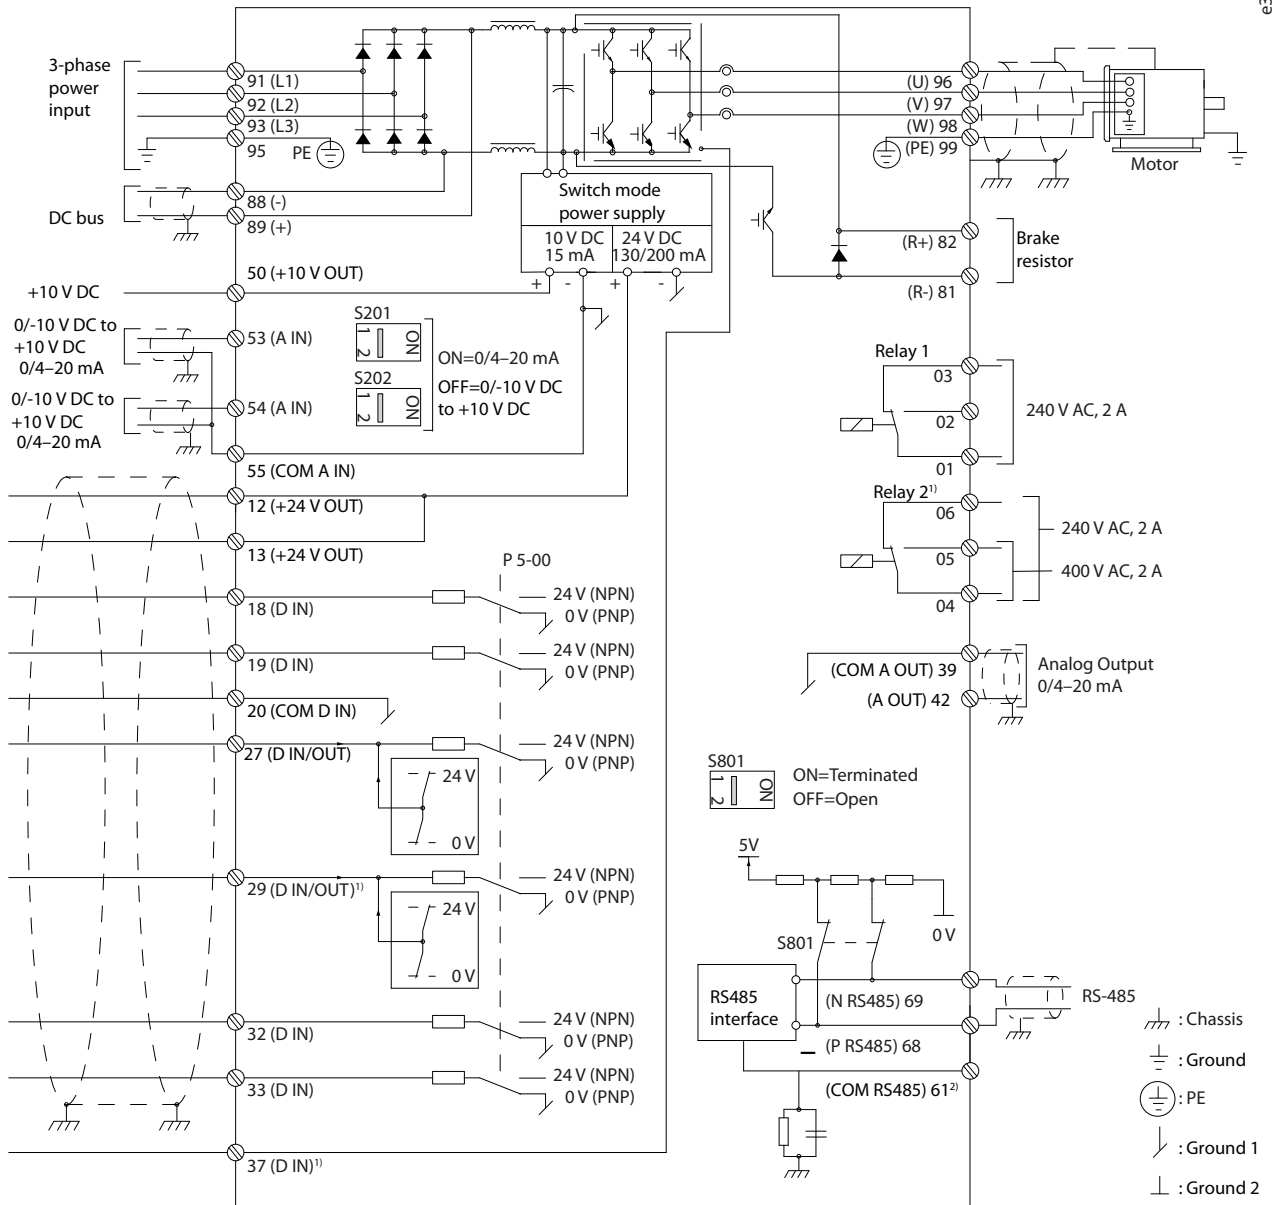 e3
3-phase
power
input
91 (L1)
92 (L2)
93 (L3)
95
PE
DC bus
88 (-)
89 (+)
50 (+10 V OUT)
+10 V DC
0/-10 V DC to
+10 V DC
0/4–20 mA
53 (A IN)
0/-10 V DC to
+10 V DC
0/4–20 mA
54 (A IN)
55 (COM A IN)
12 (+24 V OUT)
13 (+24 V OUT)
18 (D IN)
19 (D IN)
20 (COM D IN)
27 (D IN/OUT)
24 V
0 V
29 (D IN/OUT)1)
24 V
0 V
32 (D IN)
33 (D IN)
37 (D IN)1)
S201
1
2
ON
S202
1
2
ON
ON=0/4–20 mA
OFF=0/-10 V DC
to +10 V DC
P 5-00
24 V (NPN)
0 V (PNP)
24 V (NPN)
0 V (PNP)
24 V (NPN)
0 V (PNP)
24 V (NPN)
0 V (PNP)
24 V (NPN)
0 V (PNP)
24 V (NPN)
0 V (PNP)
Switch mode
power supply
10 V DC
15 mA
24 V DC
130/200 mA
+ - + -
(U) 96
(V) 97
(W) 98
(PE) 99
Motor
(R+) 82
(R-) 81
Brake
resistor
Relay 1
03
02
01
240 V AC, 2 A
Relay 21)
06
05
04
240 V AC, 2 A
400 V AC, 2 A
(COM A OUT) 39
(A OUT) 42
Analog Output
0/4–20 mA
S801
1
2
ON
ON=Terminated
OFF=Open
5V
0 V
S801
RS485
interface
(N RS485) 69
(P RS485) 68
(COM RS485) 612)
RS-485
: Chassis
: Ground
: PE
: Ground 1
: Ground 2